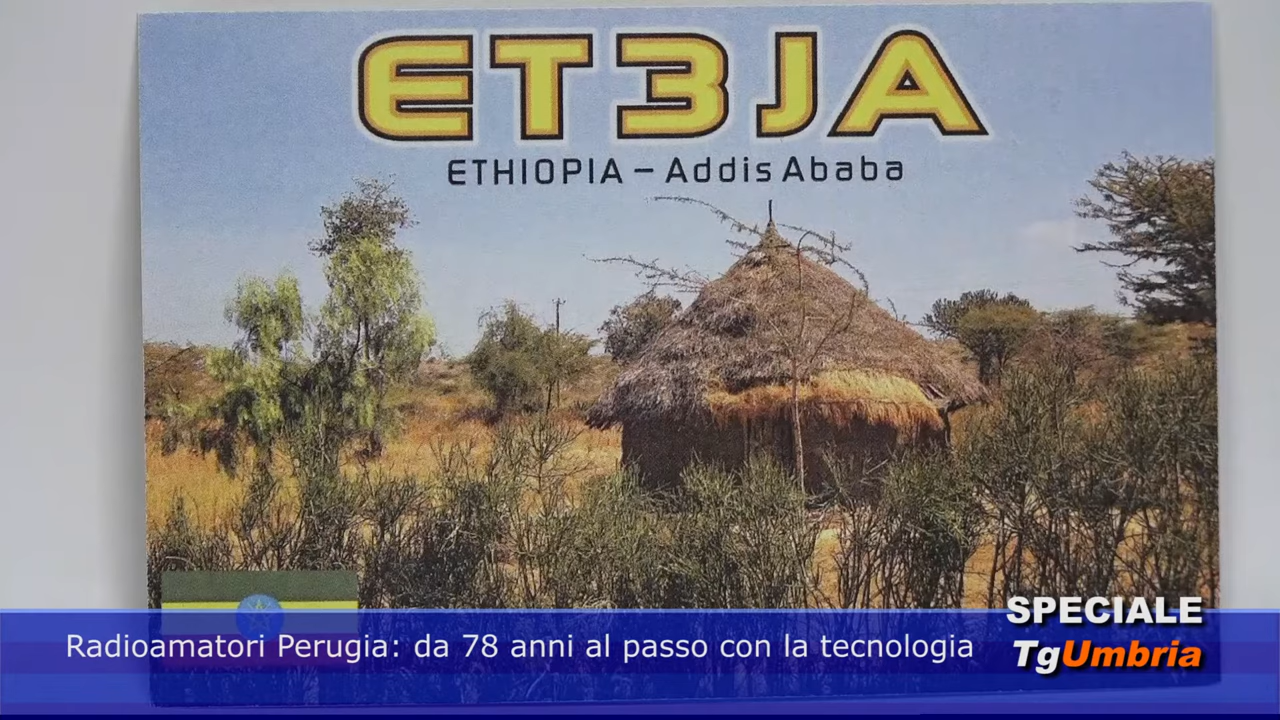 ET3JA
ETHIOPIA – Addis Ababa
SPECIALE
Radioamatori Perugia: da 78 anni al passo con la tecnologia
TgUmbria